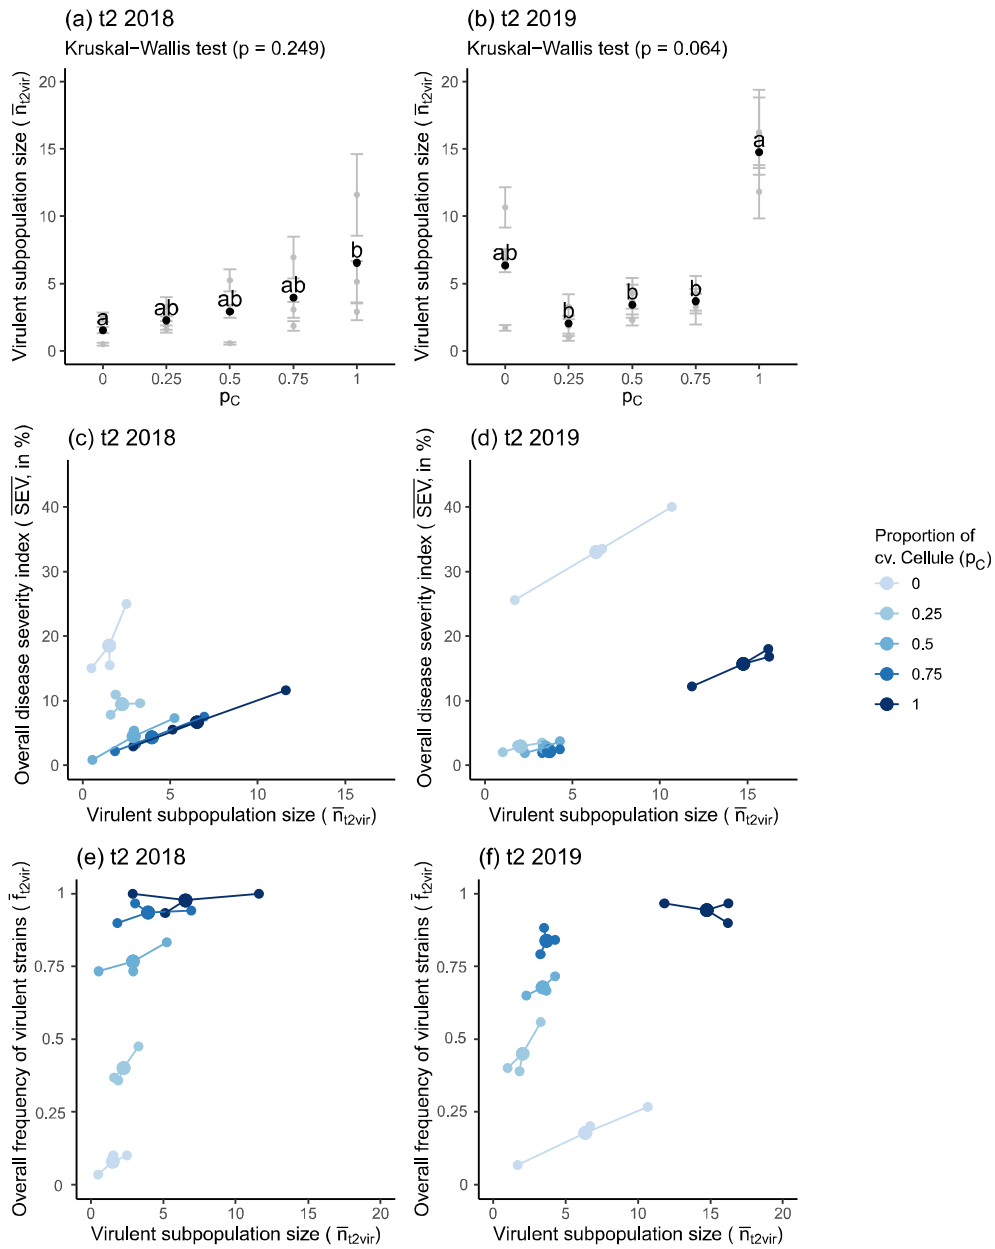 (a) t2 2018
Kruskal−Wallis test (p = 0.249)
Virulent subpopulation size ( n̅t2vir)
20
15
10
5
0
a
ab
ab
ab
b
0 0.25 0.5 0.75 1
pC
(b) t2 2019
Kruskal−Wallis test (p = 0.064)
Virulent subpopulation size ( n̅t2vir)
20
15
10
5
0
ab
b
b
b
a
0 0.25 0.5 0.75 1
pC
(c) t2 2018
Overall disease severity index ( S̅E̅V̅, in %)
40
30
20
10
0
0 5 10 15
Virulent subpopulation size ( n̅t2vir)
(d) t2 2019
Overall disease severity index ( S̅E̅V̅, in %)
40
30
20
10
0
0 5 10 15
Virulent subpopulation size ( n̅t2vir)
Proportion of
cv. Cellule (pC)
0
0.25
0.5
0.75
1
(e) t2 2018
Overall frequency of virulent strains ( f̅t2vir)
1
0.75
0.5
0.25
0
0 5 10 15 20
Virulent subpopulation size ( n̅t2vir)
(f) t2 2019
Overall frequency of virulent strains ( f̅t2vir)
1
0.75
0.5
0.25
0
0 5 10 15 20
Virulent subpopulation size ( n̅t2vir)